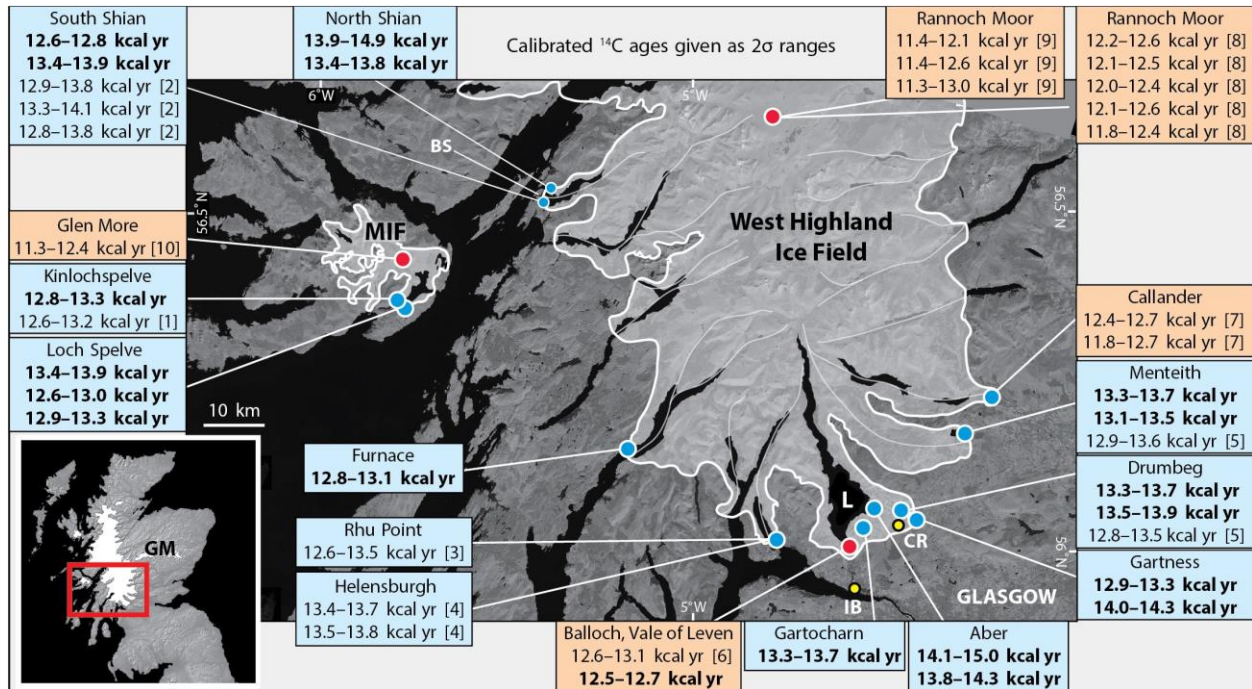 South Shian
12.6–12.8 kcal yr
13.4–13.9 kcal yr
12.9–13.8 kcal yr [2]
13.3–14.1 kcal yr [2]
12.8–13.8 kcal yr [2]
North Shian
13.9–14.9 kcal yr
13.4–13.8 kcal yr
Calibrated ¹⁴C ages given as 2σ ranges
Rannoch Moor
11.4–12.1 kcal yr [9]
11.4–12.6 kcal yr [9]
11.3–13.0 kcal yr [9]
Rannoch Moor
12.2–12.6 kcal yr [8]
12.1–12.5 kcal yr [8]
12.0–12.4 kcal yr [8]
12.1–12.6 kcal yr [8]
11.8–12.4 kcal yr [8]
6°W
5°W
BS
56.5°N
56.5°N
Glen More
11.3–12.4 kcal yr [10]
MIF
West Highland
Ice Field
Kinlochspelve
12.8–13.3 kcal yr
12.6–13.2 kcal yr [1]
Loch Spelve
13.4–13.9 kcal yr
12.6–13.0 kcal yr
12.9–13.3 kcal yr
10 km
Callander
12.4–12.7 kcal yr [7]
11.8–12.7 kcal yr [7]
Menteith
13.3–13.7 kcal yr
13.1–13.5 kcal yr
12.9–13.6 kcal yr [5]
Furnace
12.8–13.1 kcal yr
Drumbeg
13.3–13.7 kcal yr
13.5–13.9 kcal yr
12.8–13.5 kcal yr [5]
L
CR
Rhu Point
12.6–13.5 kcal yr [3]
56°N
GM
Gartness
12.9–13.3 kcal yr
14.0–14.3 kcal yr
Helensburgh
13.4–13.7 kcal yr [4]
13.5–13.8 kcal yr [4]
5°W
IB
GLASGOW
Balloch, Vale of Leven
12.6–13.1 kcal yr [6]
12.5–12.7 kcal yr
Gartocharn
13.3–13.7 kcal yr
Aber
14.1–15.0 kcal yr
13.8–14.3 kcal yr